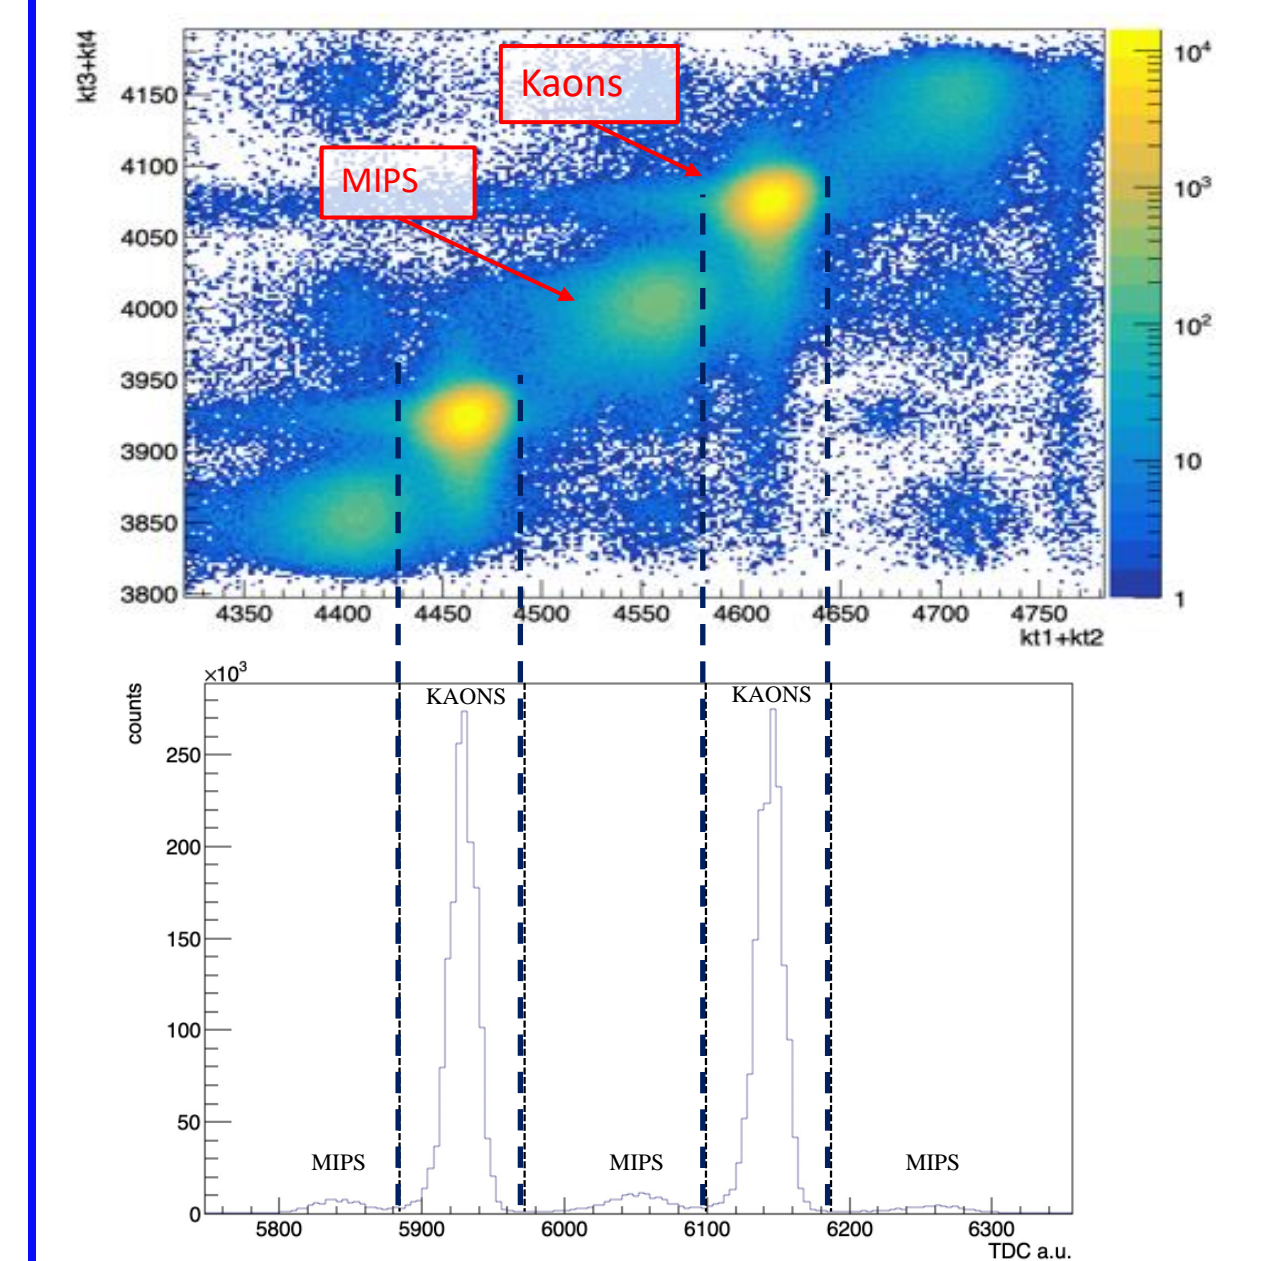 kt3+kt4
4150
4100
4050
4000
3950
3900
3850
3800
Kaons
MIPS
10⁴
10³
10²
10
1
4350 4400 4450 4500 4550 4600 4650 4700 4750
kt1+kt2
×10³
counts
250
200
150
100
50
0
KAONS KAONS
MIPS MIPS MIPS
5800 5900 6000 6100 6200 6300
TDC a.u.